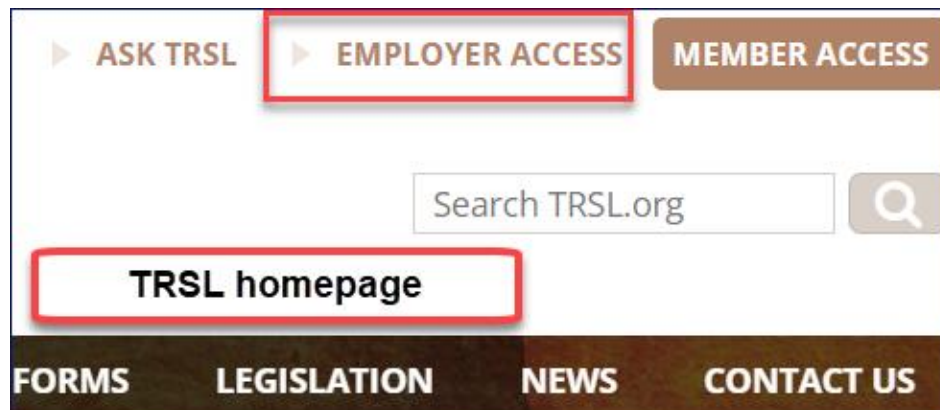 ASK TRSL EMPLOYER ACCESS MEMBER ACCESS
Search TRSL.org
TRSL homepage
FORMS LEGISLATION NEWS CONTACT US